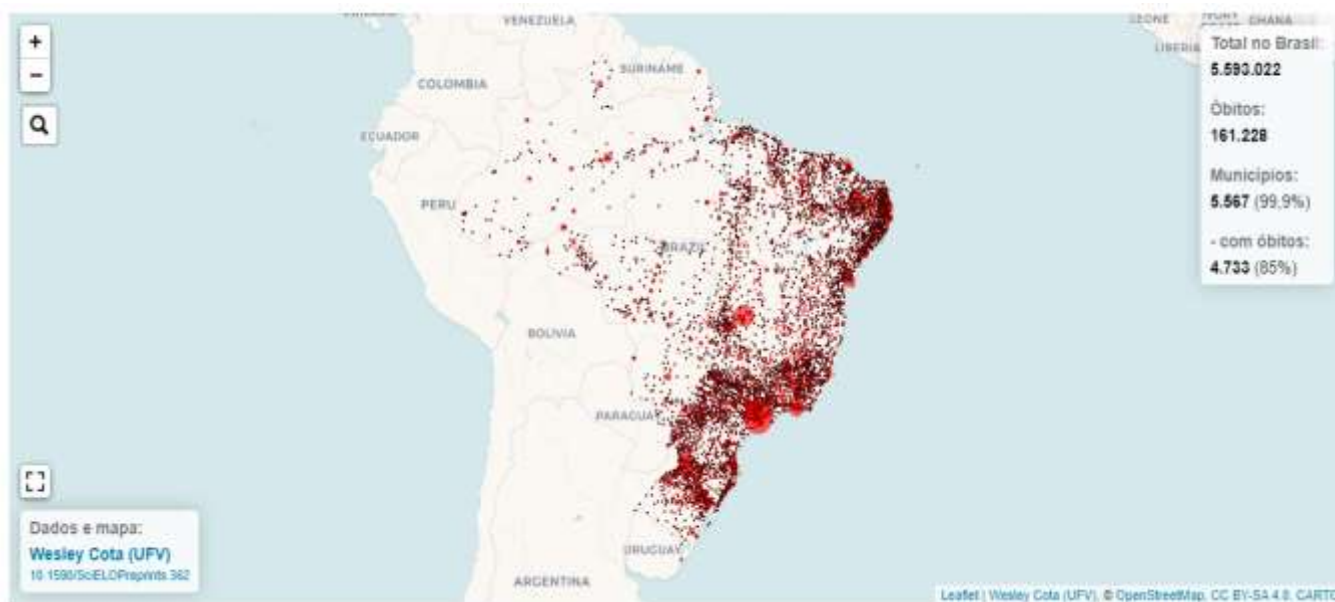 VENEZUELA
LEONE
GHANA
LIBERIA
+
−
SURINAME
COLOMBIA
ECUADOR
PERU
BRAZIL
BOLIVIA
PARAGUAY
URUGUAY
ARGENTINA
Total no Brasil:
5.593.022
Óbitos:
161.228
Municípios:
5.567 (99,9%)
- com óbitos:
4.733 (85%)
Dados e mapa:
Wesley Cota (UFV)
10.1590/SciELOPreprints.362
Leaflet | Wesley Cota (UFV), © OpenStreetMap, CC BY-SA 4.0, CARTO